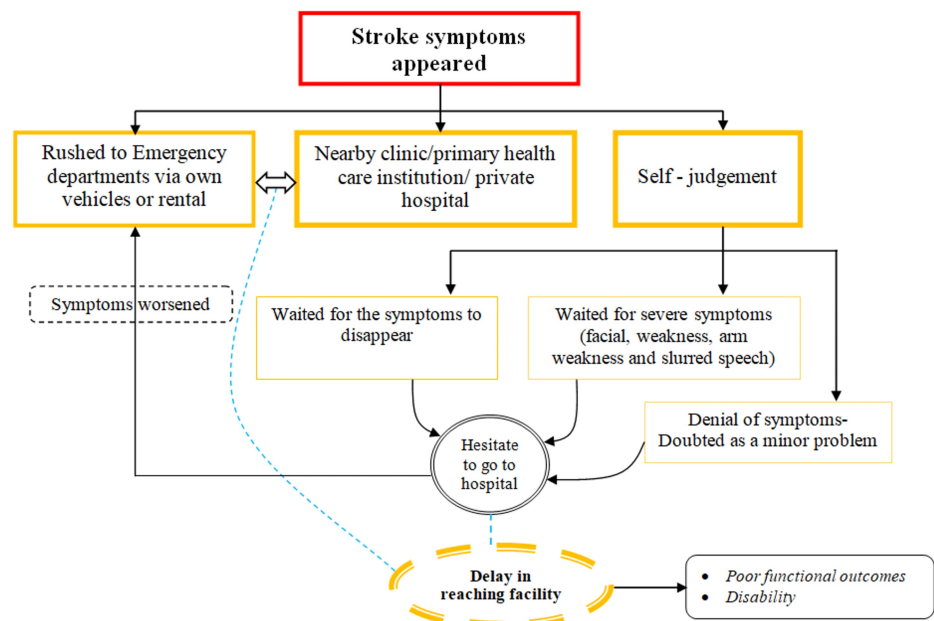 Stroke symptoms
appeared
Rushed to Emergency
departments via own
vehicles or rental
Nearby clinic/primary health
care institution/ private
hospital
Self - judgement
Symptoms worsened
Waited for the symptoms to
disappear
Waited for severe symptoms
(facial, weakness, arm
weakness and slurred speech)
Denial of symptoms-
Doubted as a minor problem
Hesitate
to go to
hospital
Delay in
reaching facility
• Poor functional outcomes
• Disability